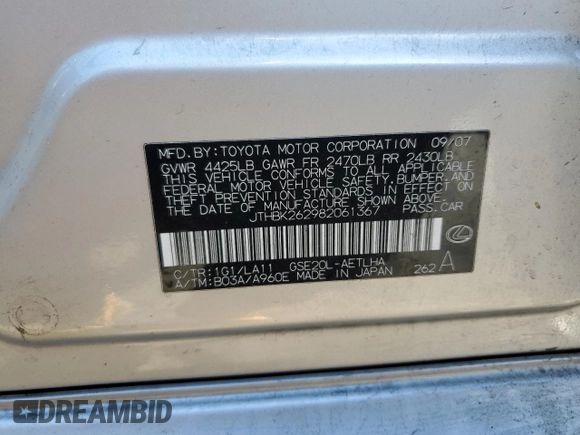 MFD.BY:TOYOTA MOTOR CORPORATION 09/07
GVWR 4425LB GAWR FR 2470LB RR 2430LB
THIS VEHICLE CONFORMS TO ALL APPLICABLE
FEDERAL MOTOR VEHICLE SAFETY, BUMPER, AND
THEFT PREVENTION STANDARDS IN EFFECT ON
THE DATE OF MANUFACTURE SHOWN ABOVE.
JTHBK262982061367 PASS.CAR
C/TR:1G1/LA11 GSE20L-AETLHA
A/TM:B03A/A960E MADE IN JAPAN 262 A
DREAMBID